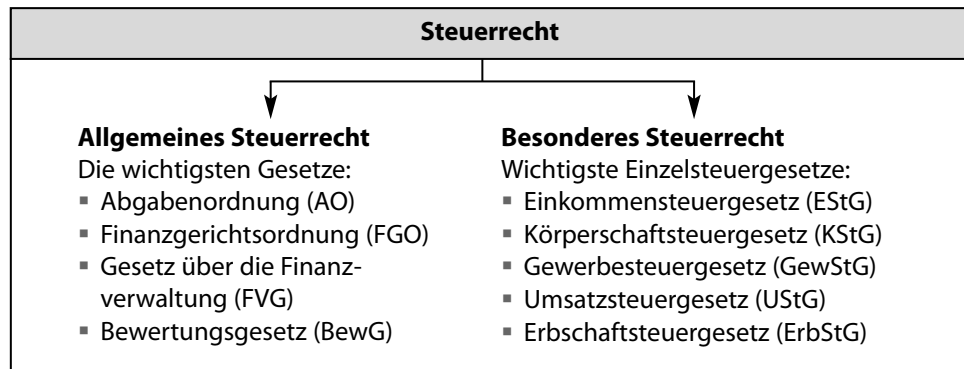 Steuerrecht
Allgemeines Steuerrecht
Die wichtigsten Gesetze:
▪ Abgabenordnung (AO)
▪ Finanzgerichtsordnung (FGO)
▪ Gesetz über die Finanz-
verwaltung (FVG)
▪ Bewertungsgesetz (BewG)
Besonderes Steuerrecht
Wichtigste Einzelsteuergesetze:
▪ Einkommensteuergesetz (EStG)
▪ Körperschaftsteuergesetz (KStG)
▪ Gewerbesteuergesetz (GewStG)
▪ Umsatzsteuergesetz (UStG)
▪ Erbschaftsteuergesetz (ErbStG)